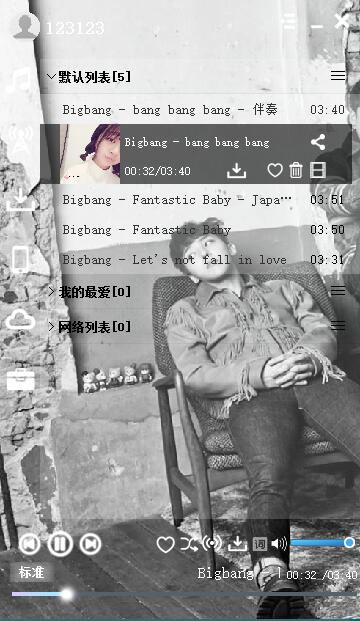 123123
默认列表[5]
Bigbang - bang bang bang - 伴奏 03:40
Bigbang - bang bang bang
00:32/03:40
Bigbang - Fantastic Baby - Japa… 03:51
Bigbang - Fantastic Baby 03:50
Bigbang - Let's not fall in love 03:31
我的最爱[0]
网络列表[0]
词
标准 Bigbang - 00:32 /03:40